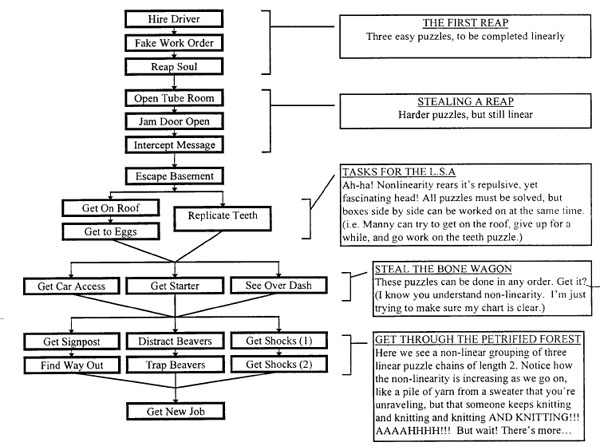 Hire Driver
Fake Work Order
Reap Soul
THE FIRST REAP
Three easy puzzles, to be completed linearly
Open Tube Room
Jam Door Open
Intercept Message
STEALING A REAP
Harder puzzles, but still linear
Escape Basement
Get On Roof
Get to Eggs
Replicate Teeth
TASKS FOR THE L.S.A
Ah-ha! Nonlinearity rears it's repulsive, yet
fascinating head! All puzzles must be solved, but
boxes side by side can be worked on at the same time.
(i.e. Manny can try to get on the roof, give up for a
while, and go work on the teeth puzzle.)
Get Car Access
Get Starter
See Over Dash
STEAL THE BONE WAGON
These puzzles can be done in any order. Get it?
(I know you understand non-linearity. I'm just
trying to make sure my chart is clear.)
Get Signpost
Distract Beavers
Get Shocks (1)
Find Way Out
Trap Beavers
Get Shocks (2)
Get New Job
GET THROUGH THE PETRIFIED FOREST
Here we see a non-linear grouping of three
linear puzzle chains of length 2. Notice how
the non-linearity is increasing as we go on,
like a pile of yarn from a sweater that you're
unraveling, but that someone keeps knitting
and knitting and knitting AND KNITTING!!!
AAAAHHHH!!! But wait! There's more…